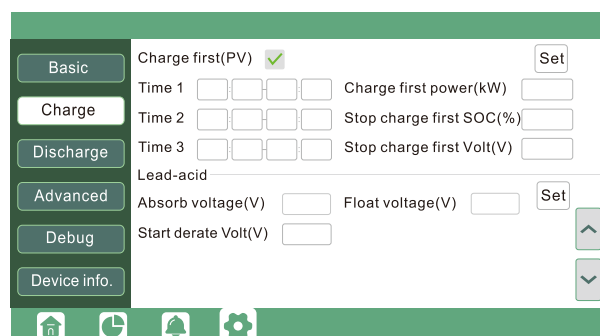 Basic
Charge
Discharge
Advanced
Debug
Device info.
Charge first(PV) Set
Time 1 Charge first power(kW)
Time 2 Stop charge first SOC(%)
Time 3 Stop charge first Volt(V)
Lead-acid
Absorb voltage(V) Float voltage(V) Set
Start derate Volt(V)